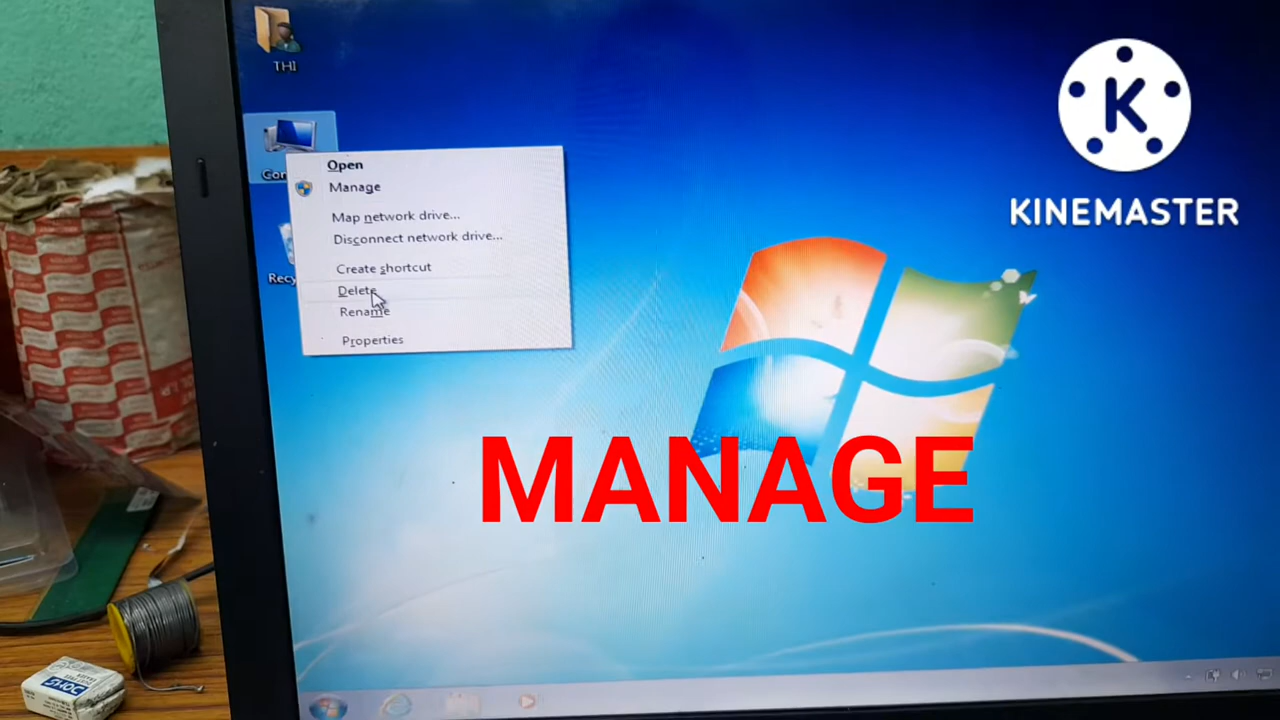 THI
Open
Manage
Map network drive...
Disconnect network drive...
Create shortcut
Delete
Rename
Properties
KINEMASTER
MANAGE